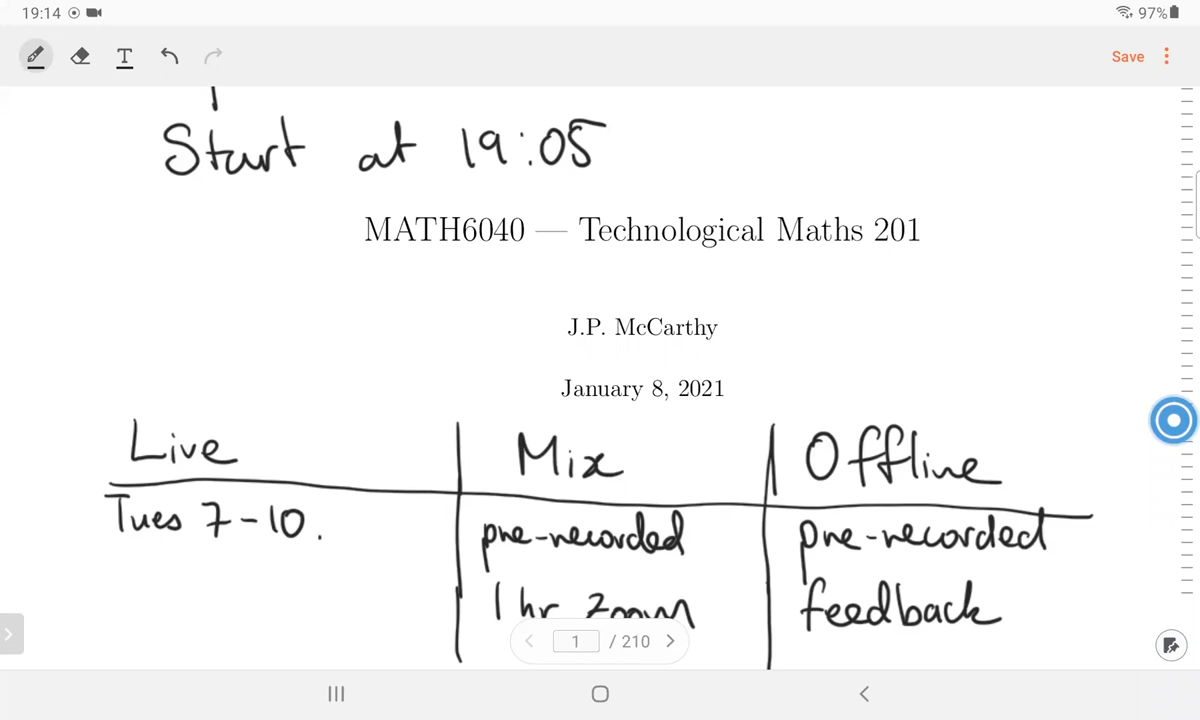 19:14 97%
T Save
Start at 19:05
MATH6040 — Technological Maths 201
J.P. McCarthy
January 8, 2021
Live Mix Offline
Tues 7-10. pre-recorded pre-recorded
1 hr Zoom feedback
1 / 210